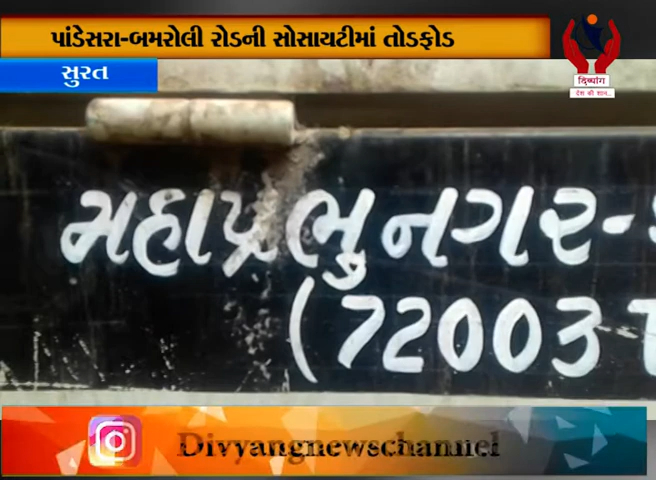 પાંડેસરા-બમરોલી રોડની સોસાયટીમાં તોડફોડ
સુરત
दिव्यांग
देश की शान..
મહાપ્રભુનગર-
(72003
Divyangnewschannel